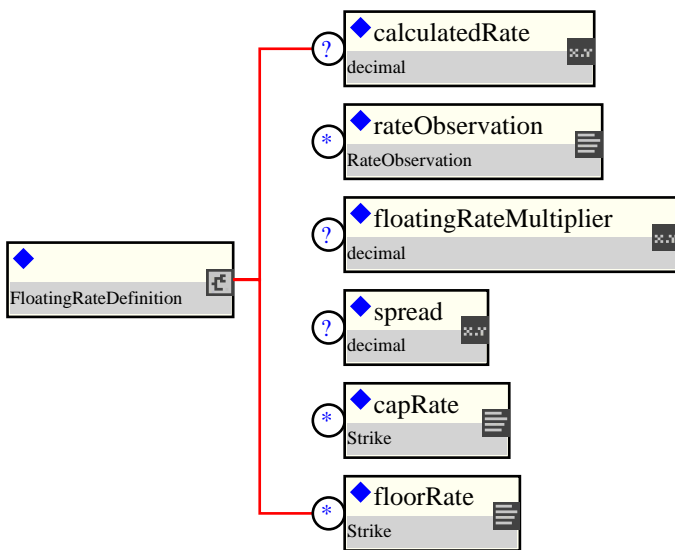 ? calculatedRate
decimal X.Y
* rateObservation
RateObservation
? floatingRateMultiplier
decimal X.Y
FloatingRateDefinition
? spread
decimal X.Y
* capRate
Strike
* floorRate
Strike